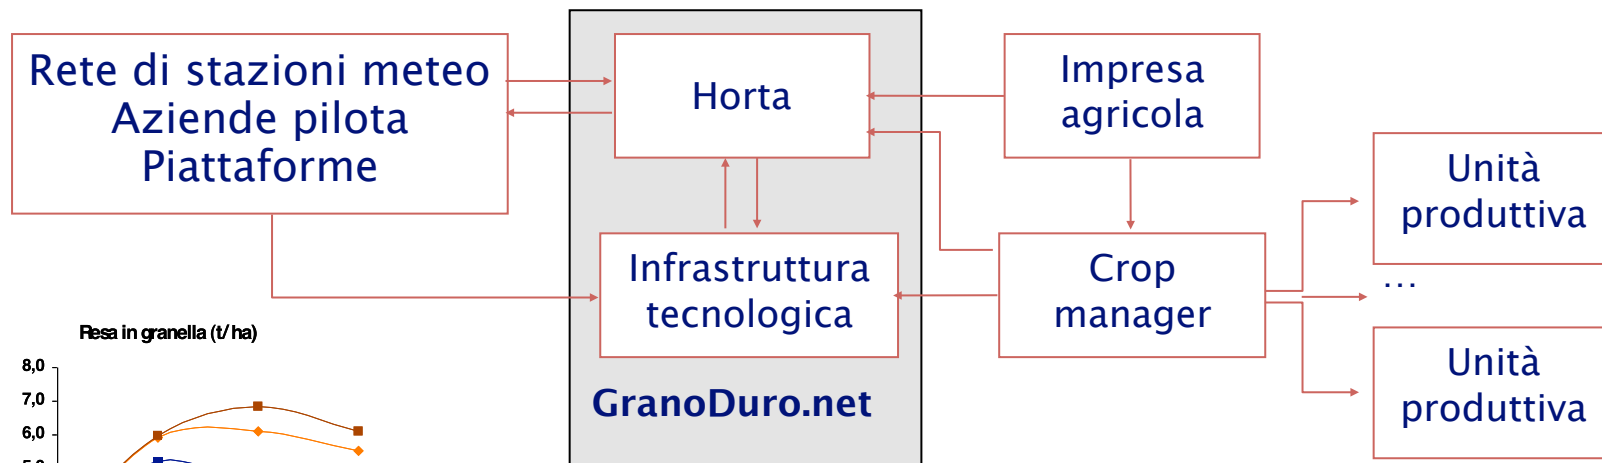 Rete di stazioni meteo
Aziende pilota
Piattaforme
Horta
Impresa
agricola
Unità
produttiva
...
Infrastruttura
tecnologica
Crop
manager
Unità
produttiva
GranoDuro.net
Resa in granella (t/ha)
8,0
7,0
6,0